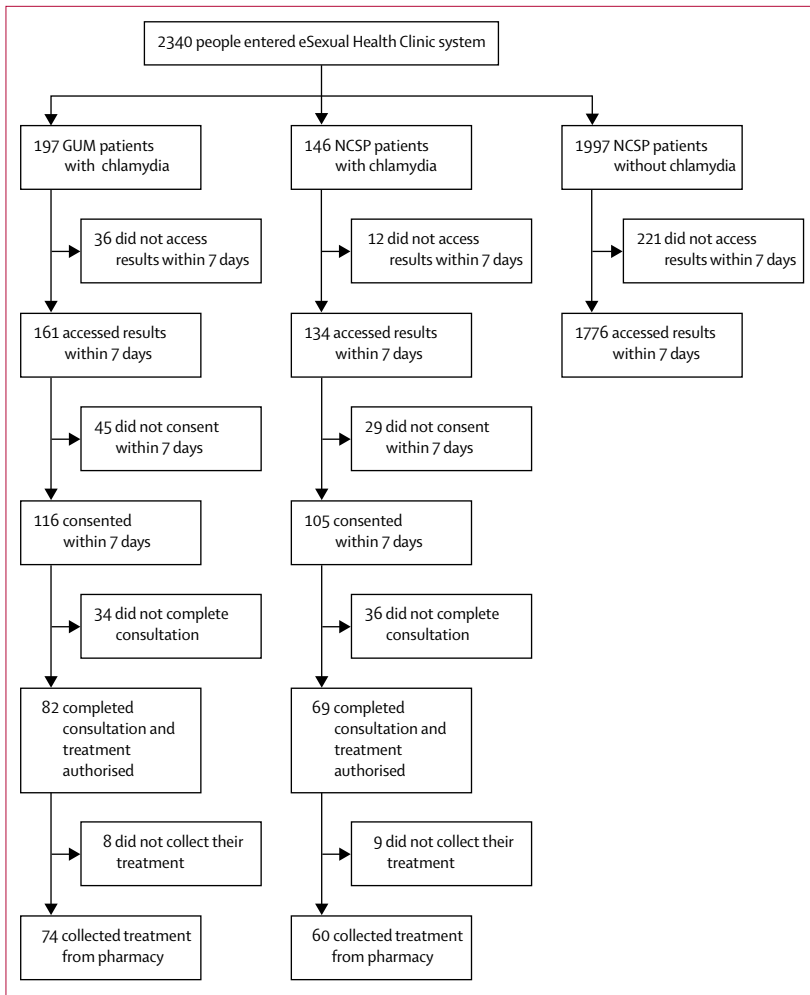 2340 people entered eSexual Health Clinic system
197 GUM patients
with chlamydia
146 NCSP patients
with chlamydia
1997 NCSP patients
without chlamydia
36 did not access
results within 7 days
12 did not access
results within 7 days
221 did not access
results within 7 days
161 accessed results
within 7 days
134 accessed results
within 7 days
1776 accessed results
within 7 days
45 did not consent
within 7 days
29 did not consent
within 7 days
116 consented
within 7 days
105 consented
within 7 days
34 did not complete
consultation
36 did not complete
consultation
82 completed
consultation and
treatment
authorised
69 completed
consultation and
treatment
authorised
8 did not collect their
treatment
9 did not collect their
treatment
74 collected treatment
from pharmacy
60 collected treatment
from pharmacy